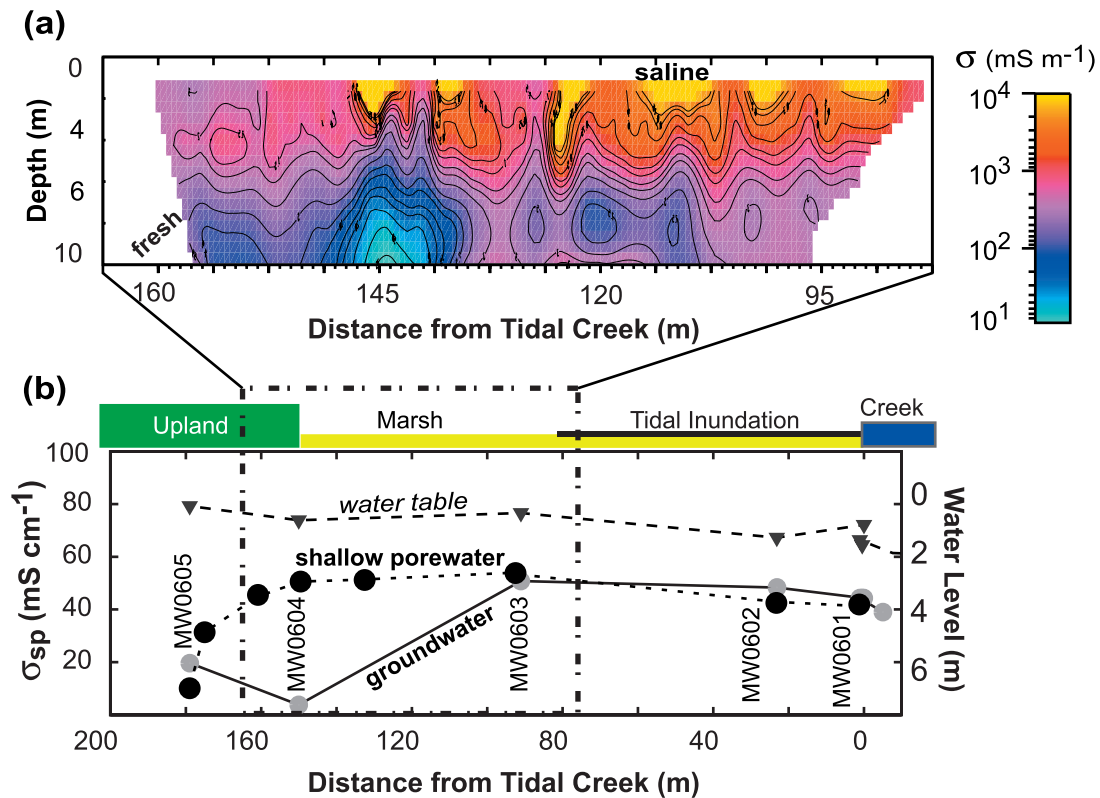 (a)
saline
σ (mS m-1)
0
4
6
10
Depth (m)
fresh
10^4
10^3
10^2
10^1
160
145
120
95
Distance from Tidal Creek (m)
(b)
Upland
Marsh
Tidal Inundation
Creek
100
80
60
40
20
σsp (mS cm-1)
water table
shallow porewater
groundwater
MW0605
MW0604
MW0603
MW0602
MW0601
0
2
4
6
Water Level (m)
200
160
120
80
40
0
Distance from Tidal Creek (m)